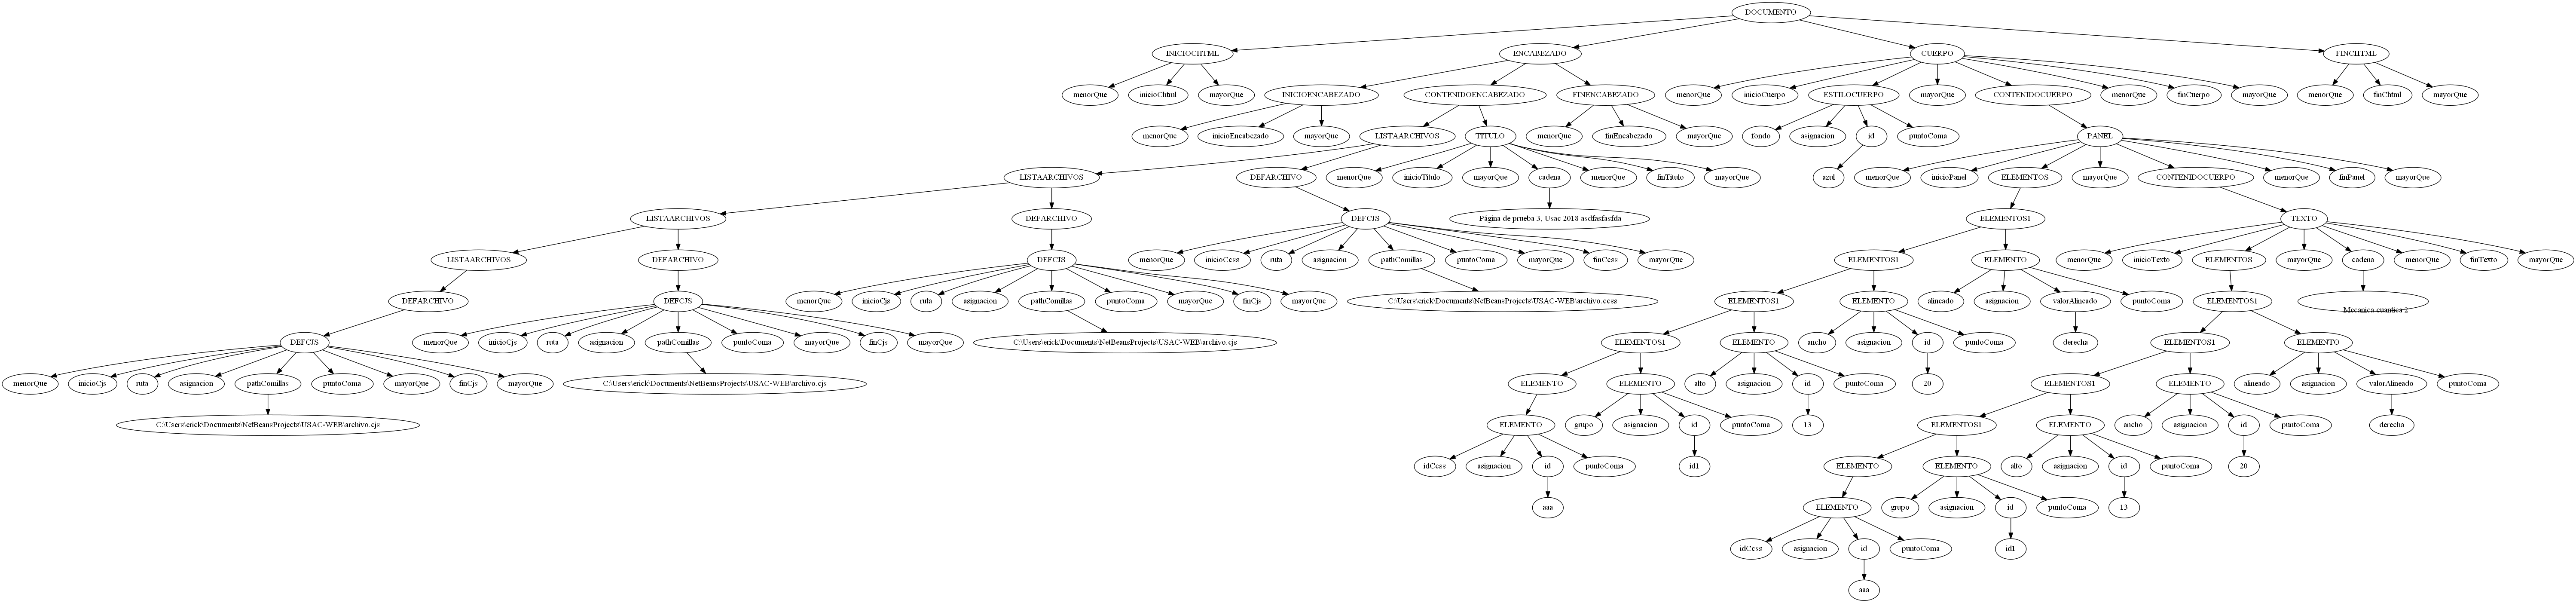 DOCUMENTO
INICIOCHTML ENCABEZADO CUERPO FINCHTML
menorQue inicioChtml mayorQue INICIOENCABEZADO CONTENIDOENCABEZADO FINENCABEZADO menorQue inicioCuerpo ESTILOCUERPO mayorQue CONTENIDOCUERPO menorQue finCuerpo mayorQue menorQue finChtml mayorQue
menorQue inicioEncabezado mayorQue LISTAARCHIVOS TITULO menorQue finEncabezado mayorQue fondo asignacion id puntoComa PANEL
LISTAARCHIVOS DEFARCHIVO menorQue inicioTitulo mayorQue cadena menorQue finTitulo mayorQue azul menorQue inicioPanel ELEMENTOS mayorQue CONTENIDOCUERPO menorQue finPanel mayorQue
LISTAARCHIVOS DEFARCHIVO DEFCJS Página de prueba 3, Usac 2018 asdfasfasfda ELEMENTOS1 TEXTO
LISTAARCHIVOS DEFARCHIVO DEFCJS menorQue inicioCcss ruta asignacion pathComillas puntoComa mayorQue finCcss mayorQue ELEMENTOS1 ELEMENTO menorQue inicioTexto ELEMENTOS mayorQue cadena menorQue finTexto mayorQue
DEFARCHIVO DEFCJS menorQue inicioCjs ruta asignacion pathComillas puntoComa mayorQue finCjs mayorQue C:\Users\erick\Documents\NetBeansProjects\USAC-WEB\archivo.ccss ELEMENTOS1 ELEMENTO alineado asignacion valorAlineado puntoComa ELEMENTOS1
Mecanica cuantica 2
DEFCJS menorQue inicioCjs ruta asignacion pathComillas puntoComa mayorQue finCjs mayorQue C:\Users\erick\Documents\NetBeansProjects\USAC-WEB\archivo.cjs ELEMENTOS1 ELEMENTO ancho asignacion id puntoComa derecha ELEMENTOS1 ELEMENTO
menorQue inicioCjs ruta asignacion pathComillas puntoComa mayorQue finCjs mayorQue C:\Users\erick\Documents\NetBeansProjects\USAC-WEB\archivo.cjs ELEMENTO ELEMENTO alto asignacion id puntoComa 20 ELEMENTOS1 ELEMENTO alineado asignacion valorAlineado puntoComa
C:\Users\erick\Documents\NetBeansProjects\USAC-WEB\archivo.cjs ELEMENTO grupo asignacion id puntoComa 13 ELEMENTOS1 ELEMENTO ancho asignacion id puntoComa derecha
idCcss asignacion id puntoComa id1 ELEMENTO ELEMENTO alto asignacion id puntoComa 20
aaa ELEMENTO grupo asignacion id puntoComa 13
idCcss asignacion id puntoComa id1
aaa